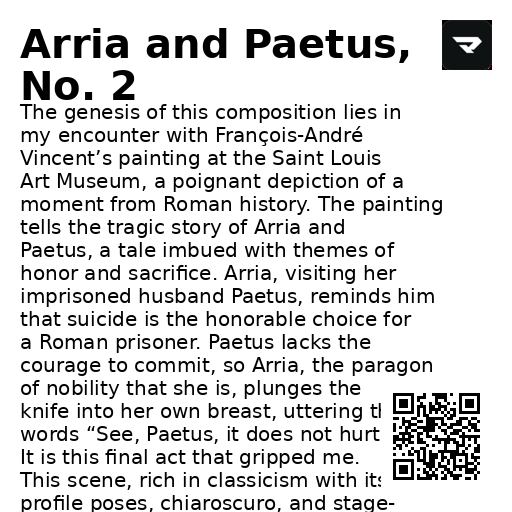 Arria and Paetus,
No. 2
The genesis of this composition lies in
my encounter with François-André
Vincent’s painting at the Saint Louis
Art Museum, a poignant depiction of a
moment from Roman history. The painting
tells the tragic story of Arria and
Paetus, a tale imbued with themes of
honor and sacrifice. Arria, visiting her
imprisoned husband Paetus, reminds him
that suicide is the honorable choice for
a Roman prisoner. Paetus lacks the
courage to commit, so Arria, the paragon
of nobility that she is, plunges the
knife into her own breast, uttering
words “See, Paetus, it does not hurt
It is this final act that gripped me.
This scene, rich in classicism with its
profile poses, chiaroscuro, and stage-